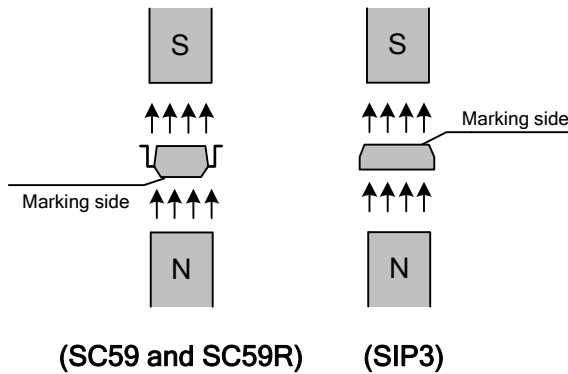 S
S
Marking side
Marking side
N
N
(SC59 and SC59R)
(SIP3)